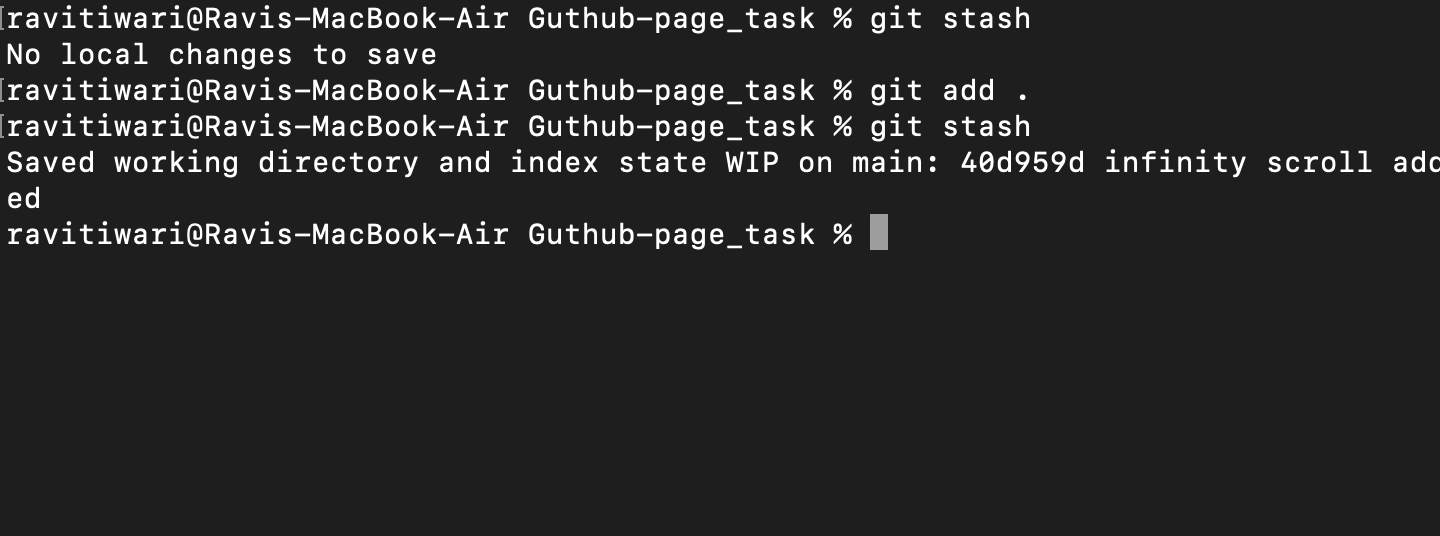 ravitiwari@Ravis-MacBook-Air Guthub-page_task % git stash
No local changes to save
ravitiwari@Ravis-MacBook-Air Guthub-page_task % git add .
ravitiwari@Ravis-MacBook-Air Guthub-page_task % git stash
Saved working directory and index state WIP on main: 40d959d infinity scroll add
ed
ravitiwari@Ravis-MacBook-Air Guthub-page_task %